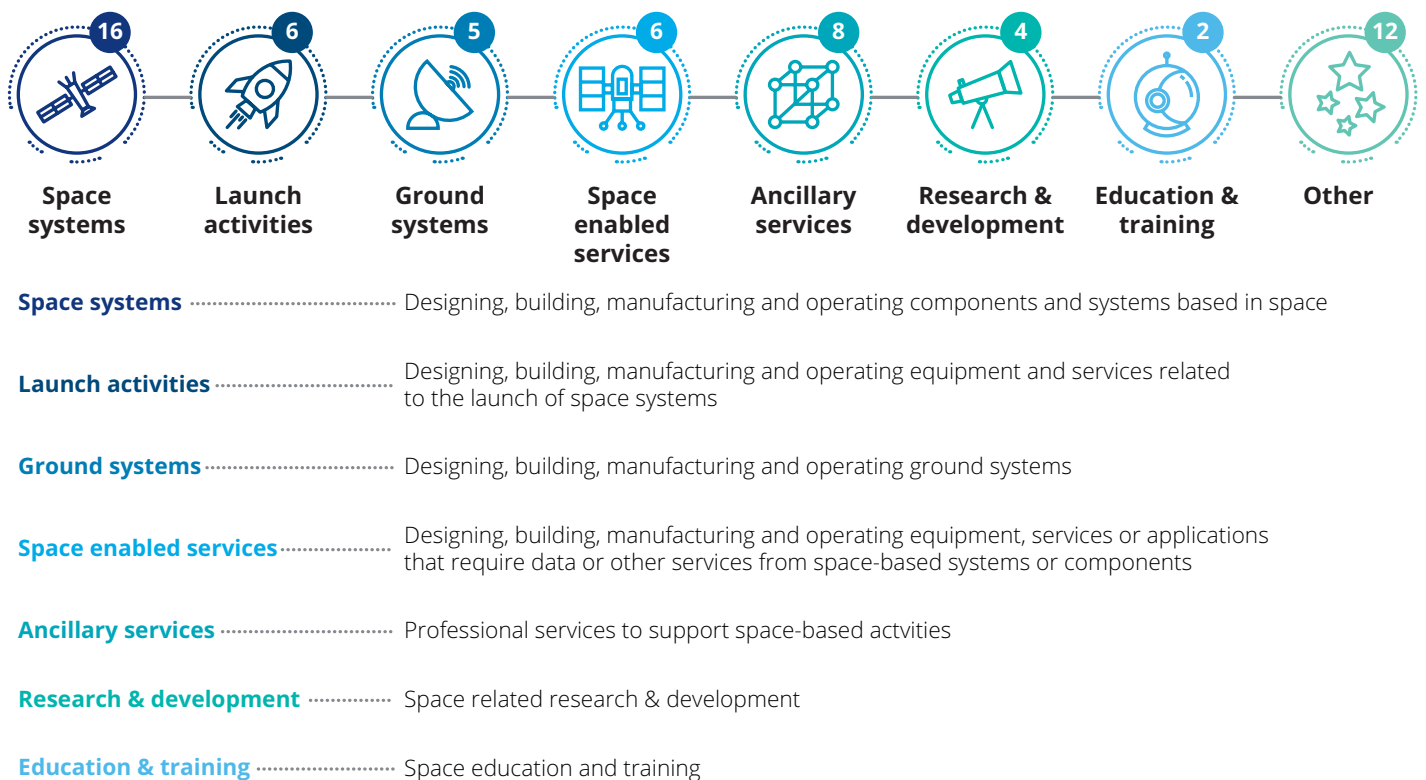 16 6 5 6 8 4 2 12
Space systems
Launch activities
Ground systems
Space enabled services
Ancillary services
Research & development
Education & training
Other
Space systems Designing, building, manufacturing and operating components and systems based in space
Launch activities Designing, building, manufacturing and operating equipment and services related
to the launch of space systems
Ground systems Designing, building, manufacturing and operating ground systems
Space enabled services Designing, building, manufacturing and operating equipment, services or applications
that require data or other services from space-based systems or components
Ancillary services Professional services to support space-based actvities
Research & development Space related research & development
Education & training Space education and training